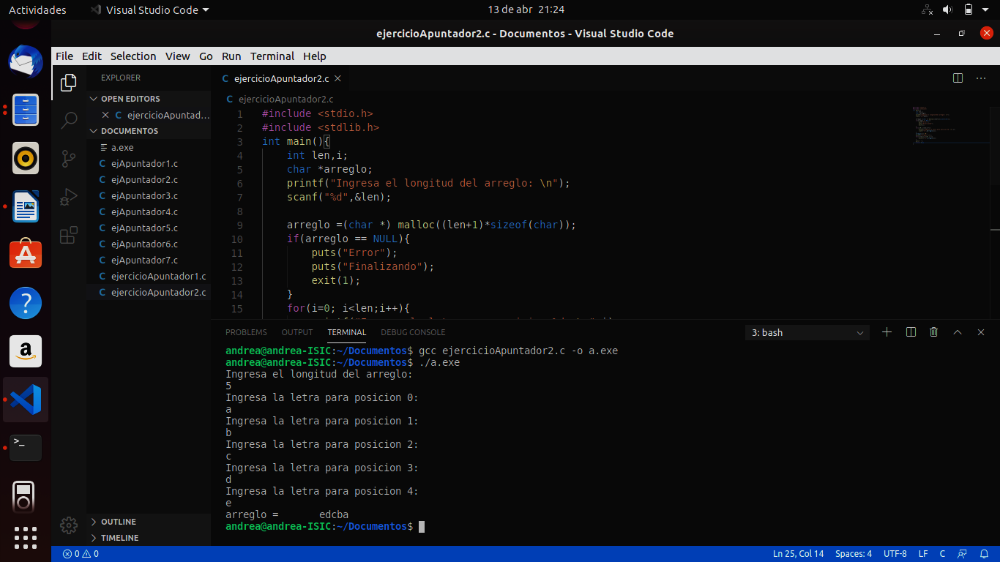 Actividades Visual Studio Code 13 de abr 21:24
ejercicioApuntador2.c - Documentos - Visual Studio Code
File Edit Selection View Go Run Terminal Help
EXPLORER
OPEN EDITORS
ejercicioApuntad...
DOCUMENTOS
a.exe
C ejApuntador1.c
C ejApuntador2.c
C ejApuntador3.c
C ejApuntador4.c
C ejApuntador5.c
C ejApuntador6.c
C ejApuntador7.c
C ejercicioApuntador1.c
C ejercicioApuntador2.c
OUTLINE
TIMELINE
C ejercicioApuntador2.c
C ejercicioApuntador2.c
1 #include <stdio.h>
2 #include <stdlib.h>
3 int main(){
4 int len,i;
5 char *arreglo;
6 printf("Ingresa el longitud del arreglo: \n");
7 scanf("%d",&len);
8
9 arreglo =(char *) malloc((len+1)*sizeof(char));
10 if(arreglo == NULL){
11 puts("Error");
12 puts("Finalizando");
13 exit(1);
14 }
15 for(i=0; i<len;i++){
PROBLEMS OUTPUT TERMINAL DEBUG CONSOLE 3: bash
andrea@andrea-ISIC:~/Documentos$ gcc ejercicioApuntador2.c -o a.exe
andrea@andrea-ISIC:~/Documentos$ ./a.exe
Ingresa el longitud del arreglo:
5
Ingresa la letra para posicion 0:
a
Ingresa la letra para posicion 1:
b
Ingresa la letra para posicion 2:
c
Ingresa la letra para posicion 3:
d
Ingresa la letra para posicion 4:
e
arreglo = edcba
andrea@andrea-ISIC:~/Documentos$
0 0 Ln 25, Col 14 Spaces: 4 UTF-8 LF C